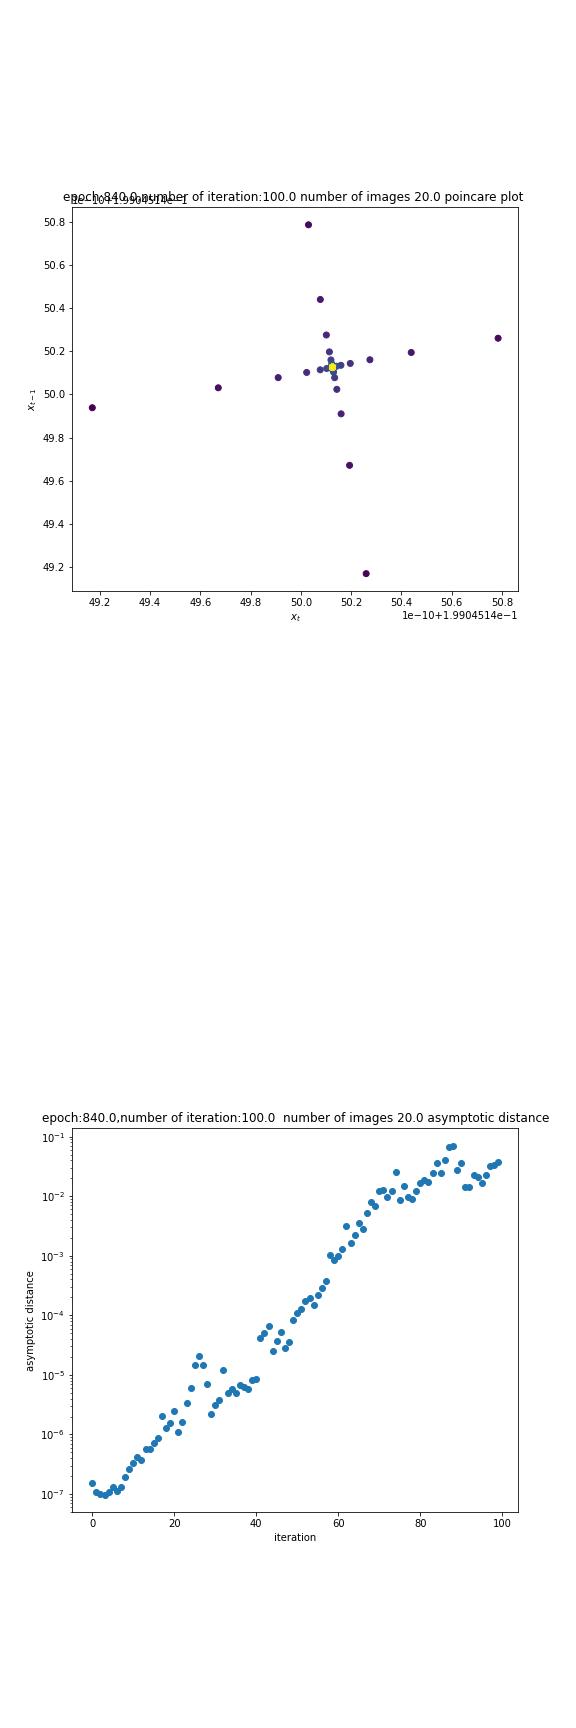 epoch:840.0,number of iteration:100.0 number of images 20.0 poincare plot
1e−10+1.9904514e−1
50.8
50.6
50.4
50.2
50.0
49.8
49.6
49.4
49.2
x_{t−1}
49.2 49.4 49.6 49.8 50.0 50.2 50.4 50.6 50.8
x_t
1e−10+1.9904514e−1
epoch:840.0,number of iteration:100.0  number of images 20.0 asymptotic distance
10^{−1}
10^{−2}
10^{−3}
10^{−4}
10^{−5}
10^{−6}
10^{−7}
asymptotic distance
0 20 40 60 80 100
iteration